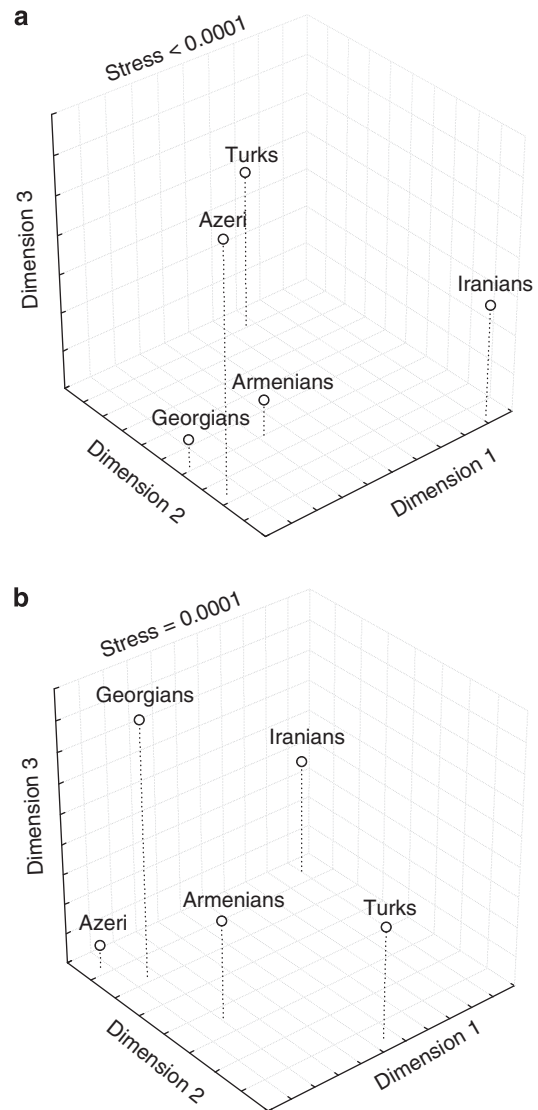 a
Stress < 0.0001
Turks
Azeri
Iranians
Armenians
Georgians
Dimension 3
Dimension 2
Dimension 1
b
Stress = 0.0001
Georgians
Iranians
Armenians
Turks
Azeri
Dimension 3
Dimension 2
Dimension 1